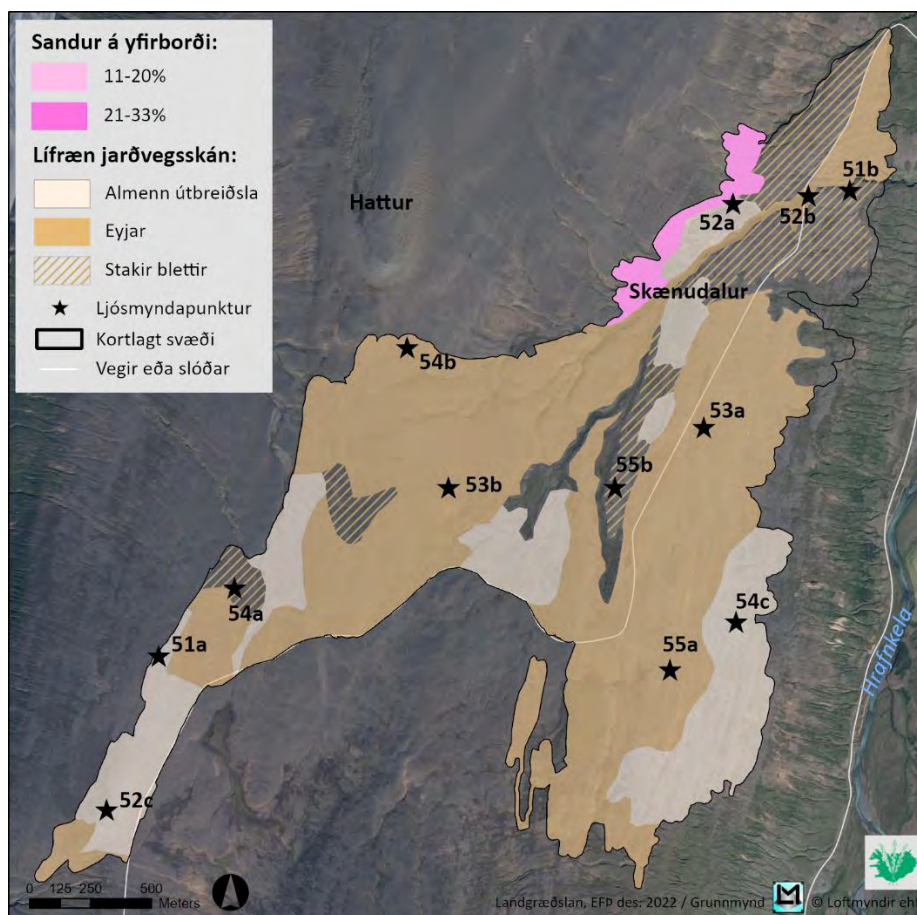 Sandur á yfirborði:
11-20%
21-33%
Lífræn jarðvegsskán:
Almenn útbreiðsla
Eyjar
Stakir blettir
Ljósmyndapunktur
Kortlagt svæði
Vegir eða slóðar
Hattur
51b
52a
52b
Skænudalur
54b
53a
53b
55b
54a
54c
51a
55a
Hrafnkela
52c
0 125 250 500
Meters
Landgræðslan, EFÞ des: 2022 / Grunnmynd © Loftmyndir eh